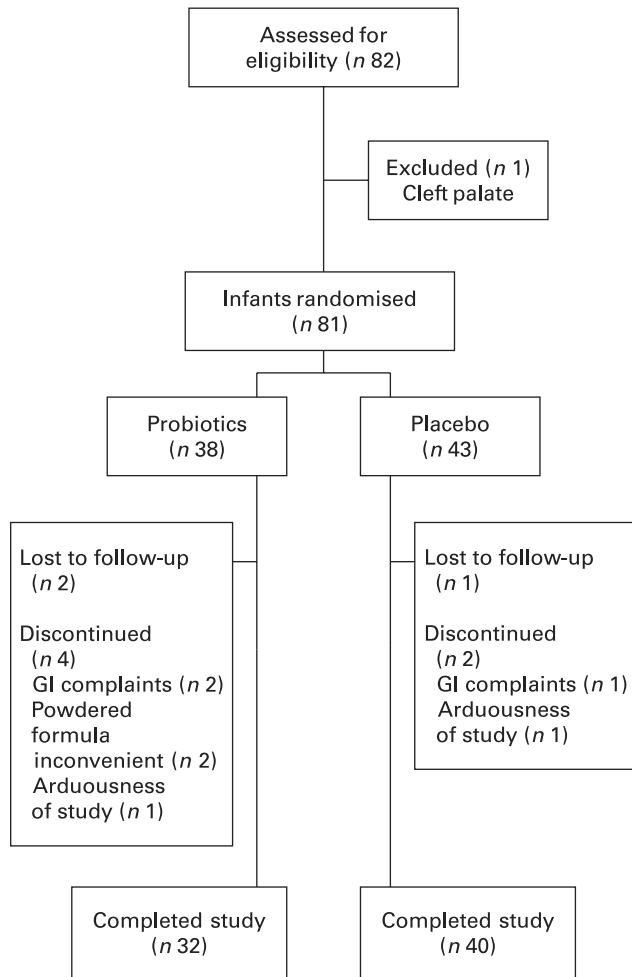 Assessed for
eligibility (n 82)
Excluded (n 1)
Cleft palate
Infants randomised
(n 81)
Probiotics
(n 38)
Placebo
(n 43)
Lost to follow-up
(n 2)
Discontinued
(n 4)
GI complaints (n 2)
Powdered
formula
inconvenient (n 2)
Arduousness
of study (n 1)
Lost to follow-up
(n 1)
Discontinued
(n 2)
GI complaints (n 1)
Arduousness
of study (n 1)
Completed study
(n 32)
Completed study
(n 40)